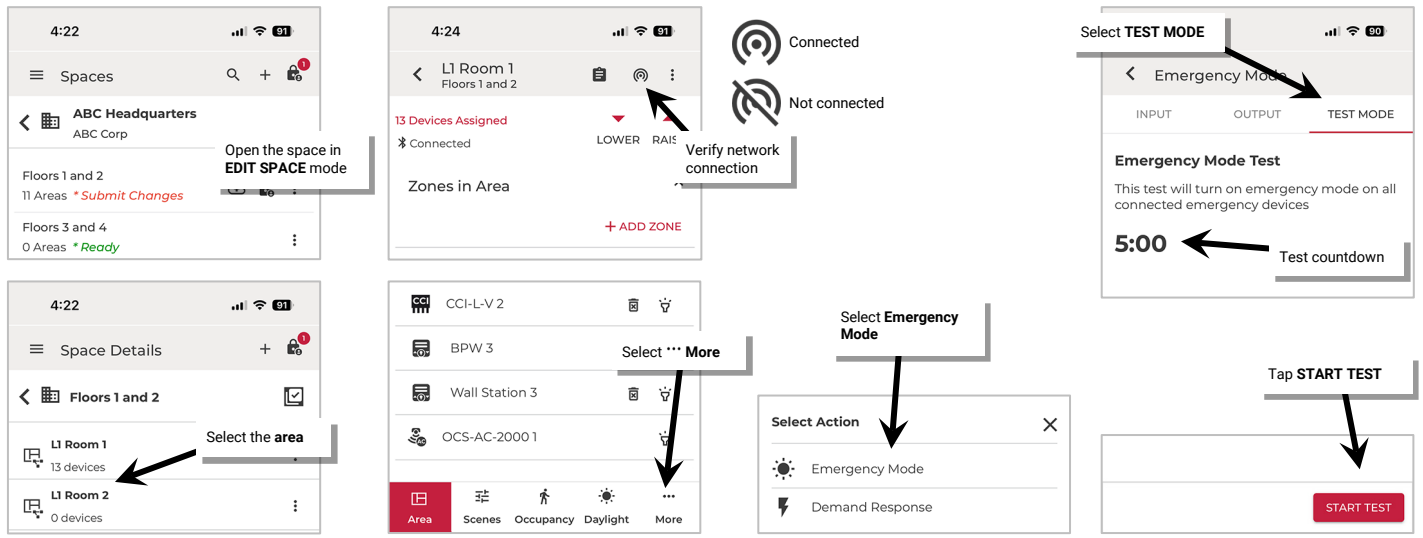 4:22
91
Spaces
1
ABC Headquarters
ABC Corp
Open the space in
EDIT SPACE mode
Floors 1 and 2
11 Areas * Submit Changes
Floors 3 and 4
0 Areas * Ready
4:22
91
Space Details
1
Floors 1 and 2
Select the area
L1 Room 1
13 devices
L1 Room 2
0 devices
4:24
91
L1 Room 1
Floors 1 and 2
13 Devices Assigned
Connected
LOWER
Verify network
connection
Zones in Area
+ ADD ZONE
Connected
Not connected
CCI
CCI-L-V 2
BPW 3
Select ··· More
Wall Station 3
AC
OCS-AC-2000 1
Area
Scenes
Occupancy
Daylight
More
Select Emergency
Mode
Select Action
Emergency Mode
Demand Response
Select TEST MODE
90
Emergency Mode
INPUT
OUTPUT
TEST MODE
Emergency Mode Test
This test will turn on emergency mode on all
connected emergency devices
5:00
Test countdown
Tap START TEST
START TEST